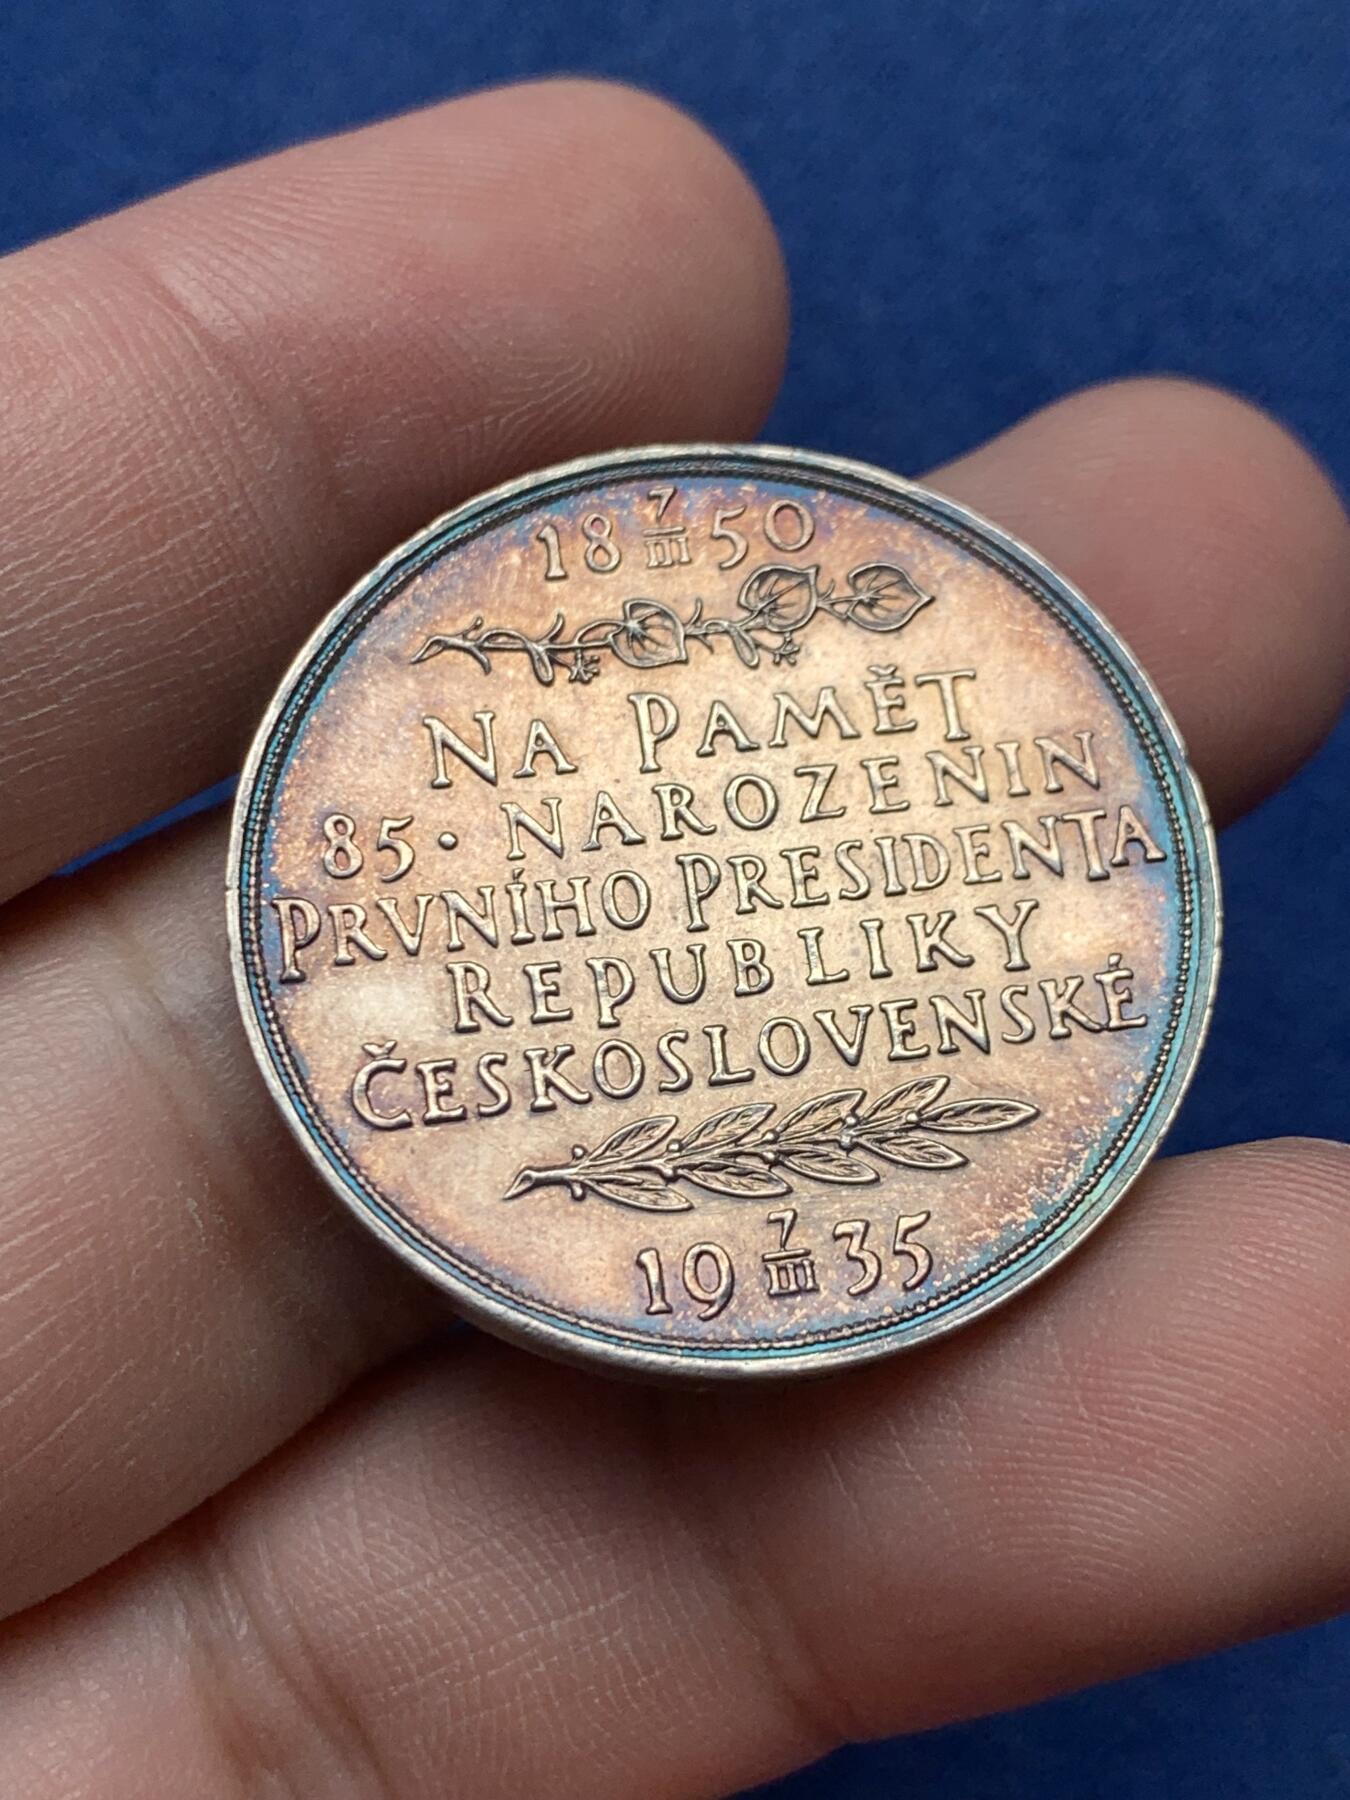 18 7/III 50
NA PAMĚT
85. NAROZENIN
PRVNÍHO PRESIDENTA
REPUBLIKY
ČESKOSLOVENSKÉ
19 7/III 35